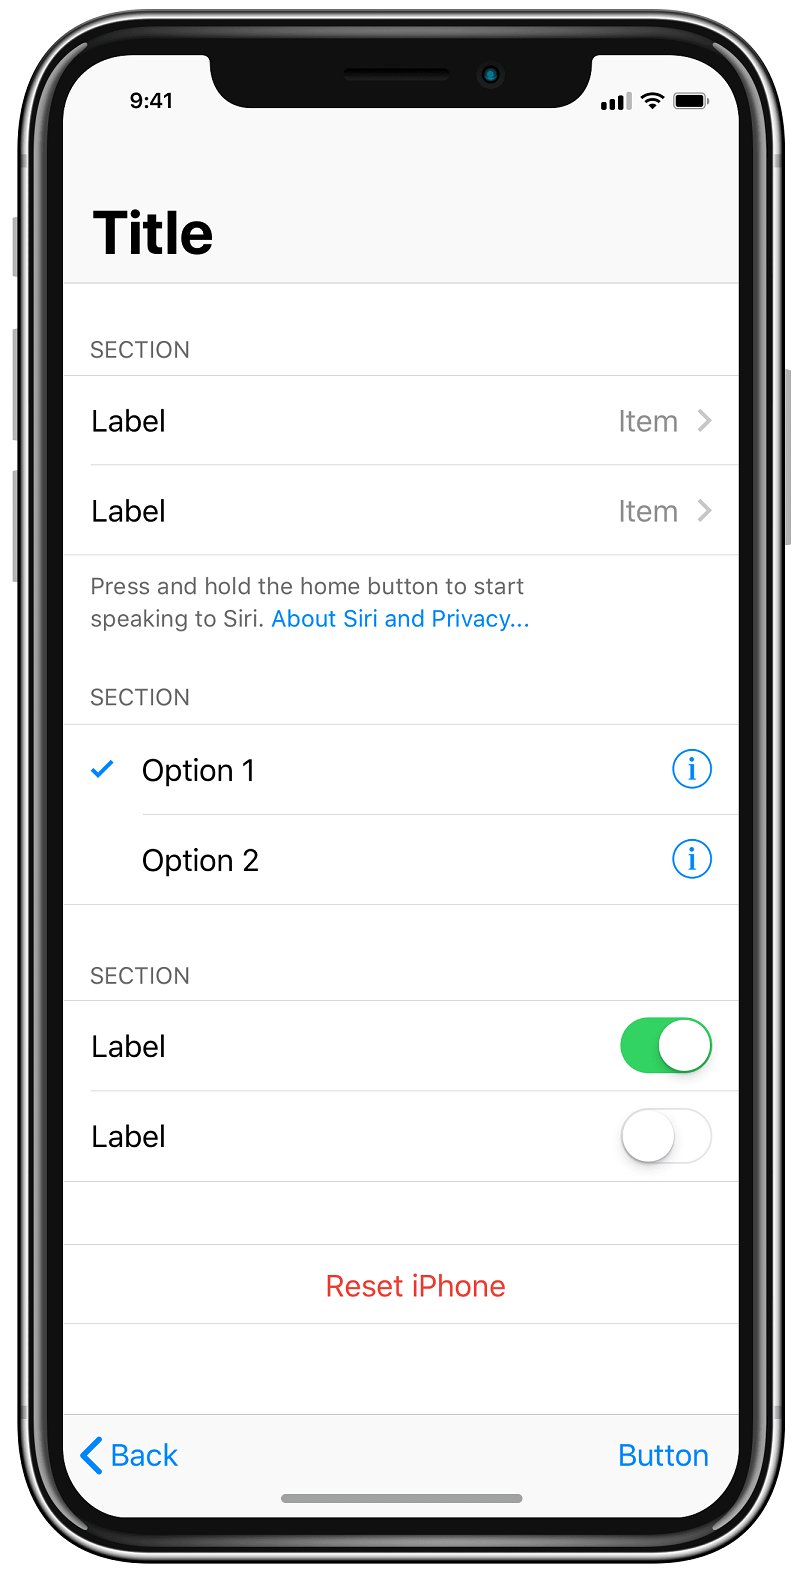 9:41
Title
SECTION
Label Item
Label Item
Press and hold the home button to start
speaking to Siri. About Siri and Privacy...
SECTION
Option 1
Option 2
SECTION
Label
Label
Reset iPhone
Back Button